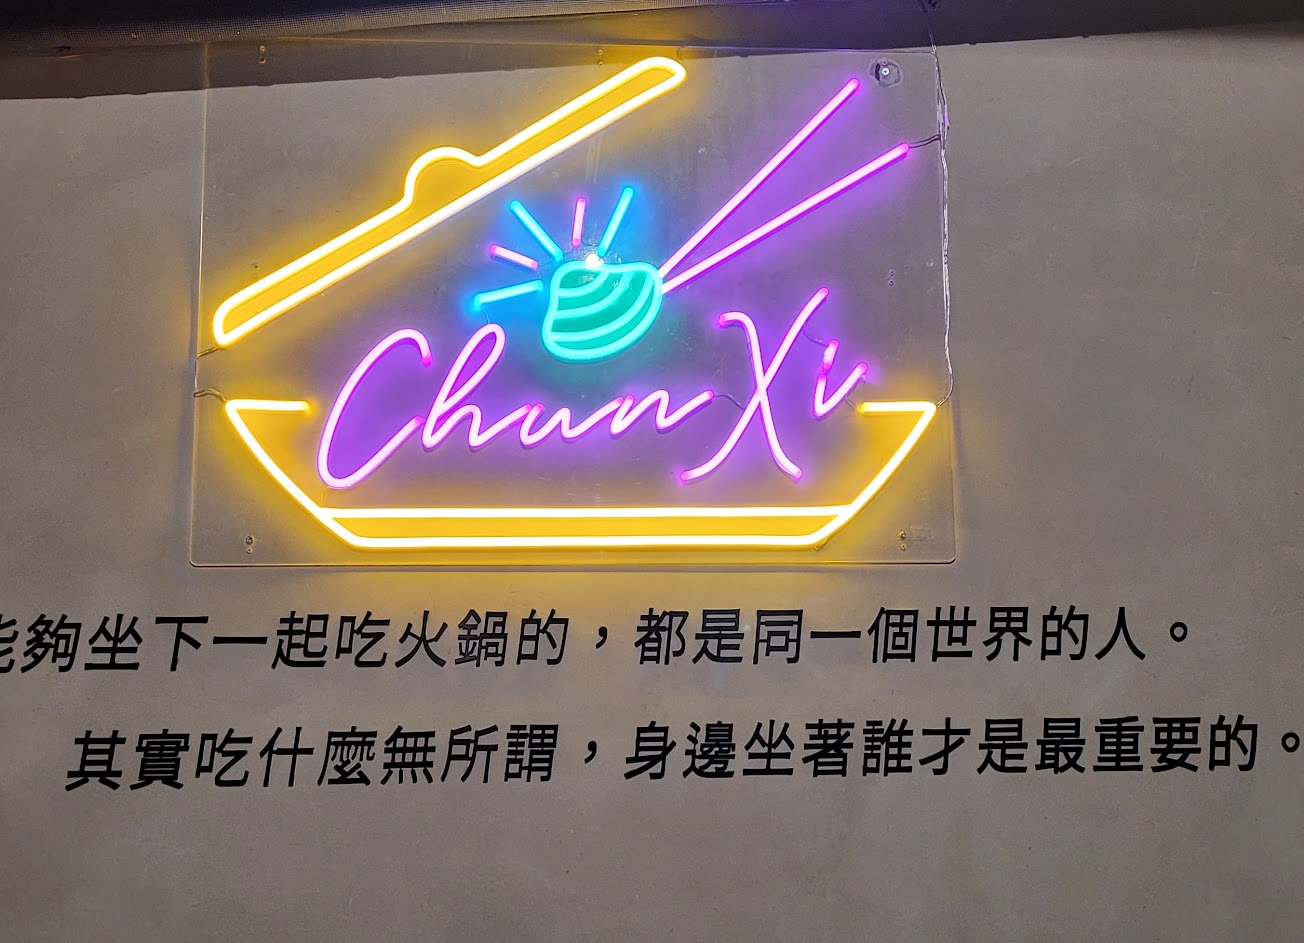 Chun Xi
能夠坐下一起吃火鍋的，都是同一個世界的人。
其實吃什麼無所謂，身邊坐著誰才是最重要的。